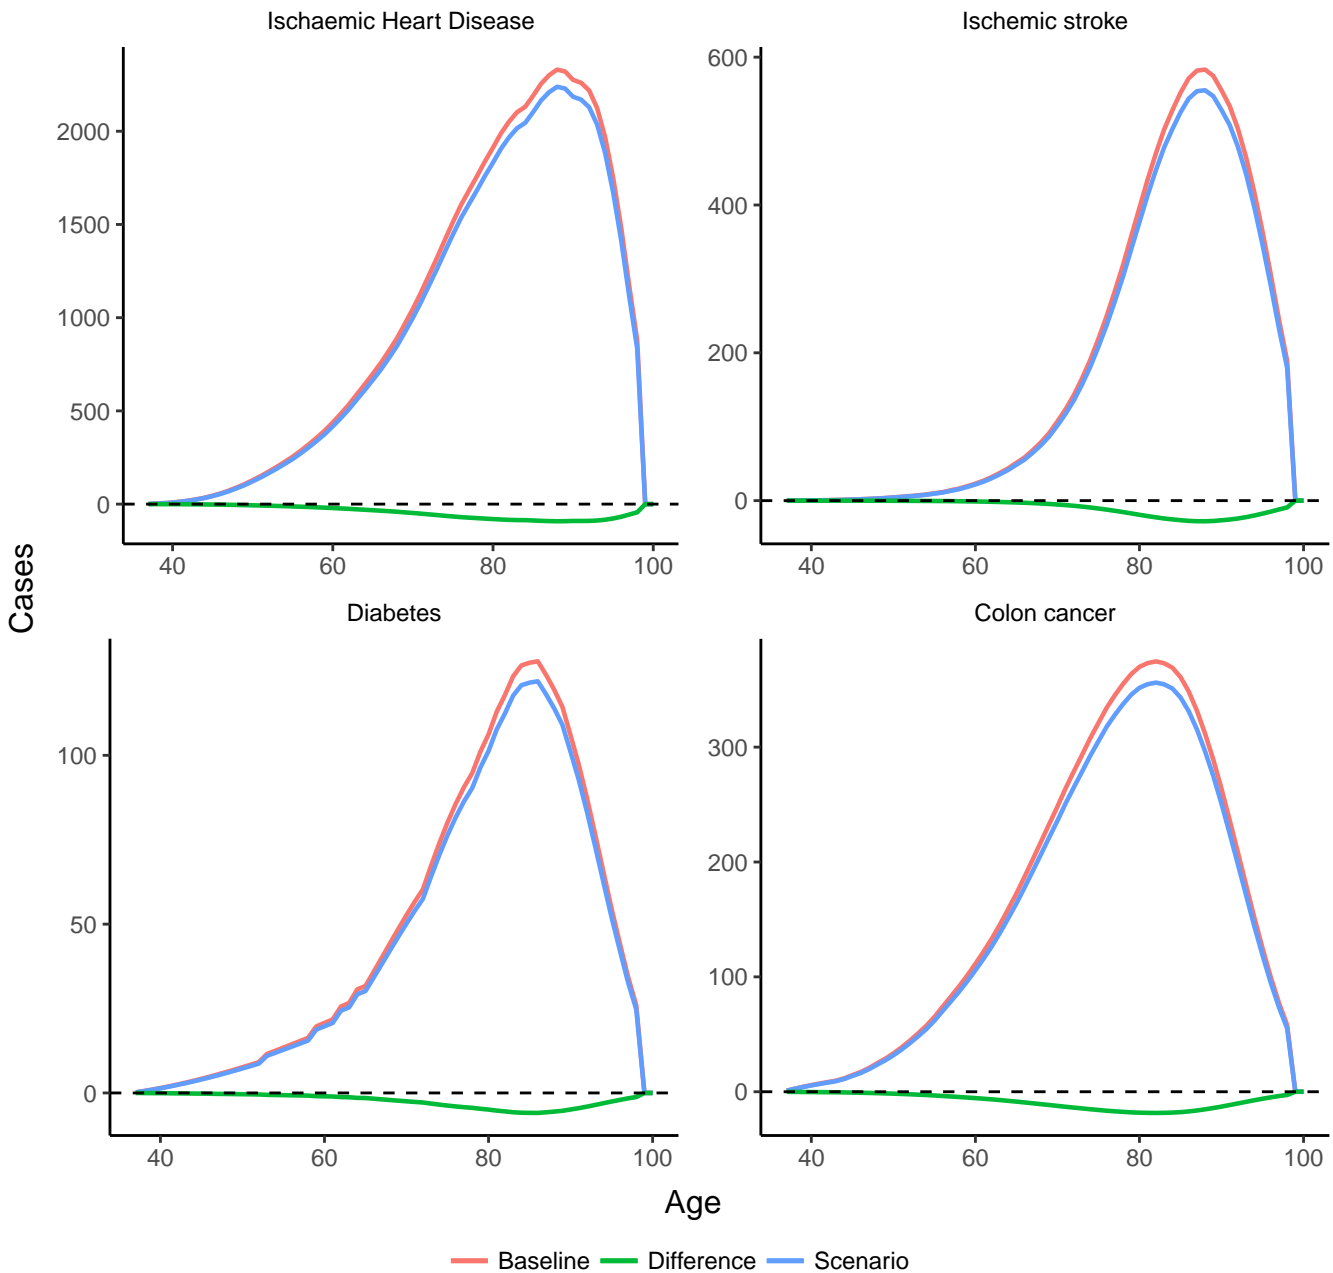 Ischaemic Heart Disease
Ischemic stroke
2000
1500
1000
500
0
40 60 80 100
600
400
200
0
40 60 80 100
Cases
Diabetes
Colon cancer
100
50
0
40 60 80 100
300
200
100
0
40 60 80 100
Age
Baseline Difference Scenario